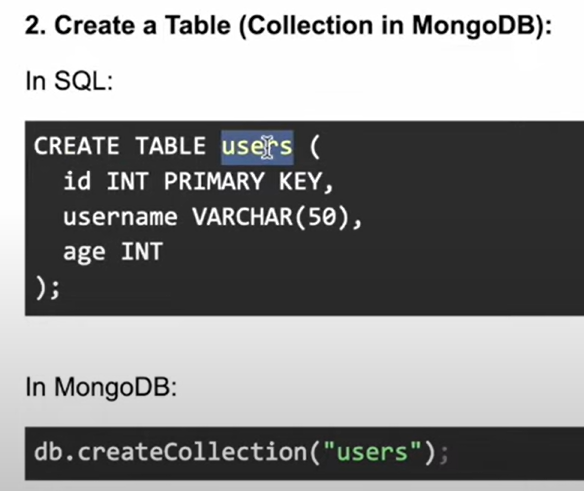 2. Create a Table (Collection in MongoDB):
In SQL:
CREATE TABLE users (
id INT PRIMARY KEY,
username VARCHAR(50),
age INT
);
In MongoDB:
db.createCollection("users");